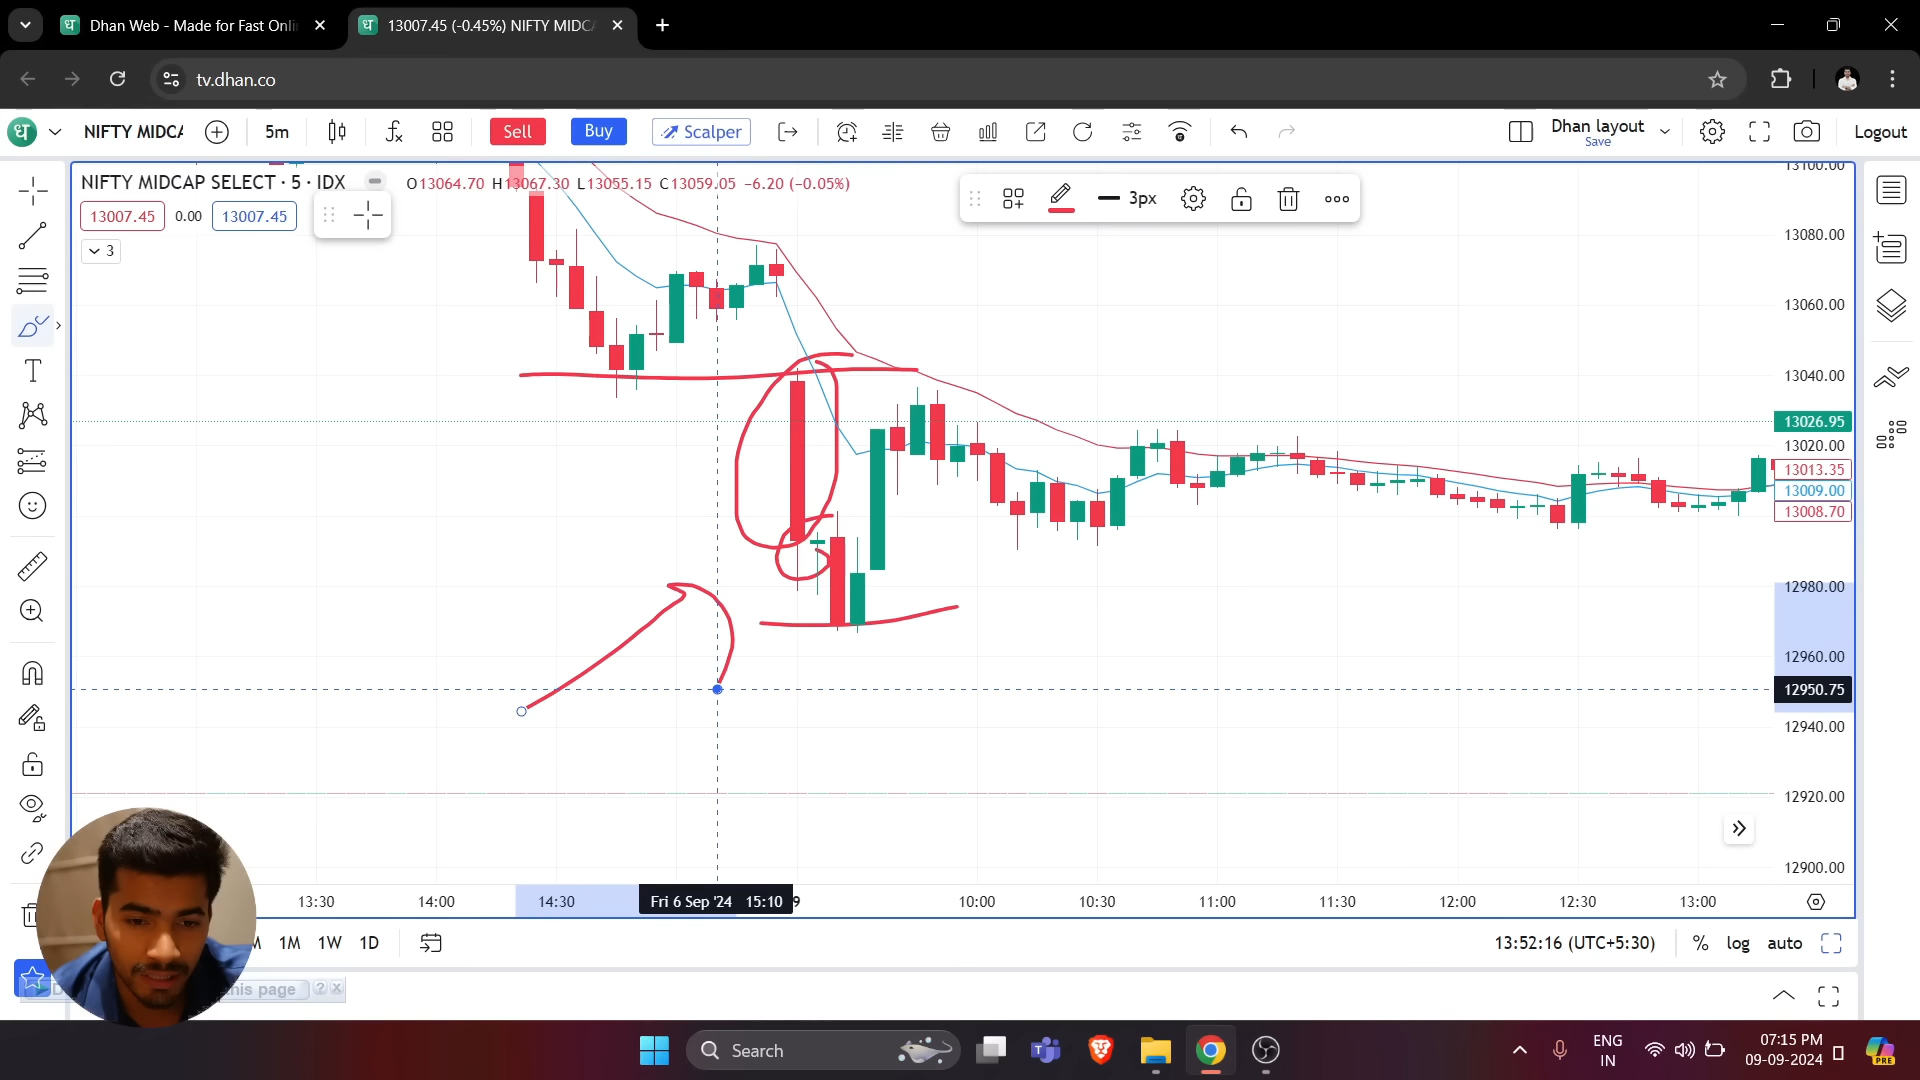 Dhan Web - Made for Fast Onli
13007.45 (-0.45%) NIFTY MIDC
tv.dhan.co
NIFTY MIDCA
5m
Sell
Buy
Scalper
Dhan layout
Save
Logout
NIFTY MIDCAP SELECT · 5 · IDX
O13064.70 H13067.30 L13055.15 C13059.05 -6.20 (-0.05%)
13007.45 0.00 13007.45
3
3px
13100.00
13080.00
13060.00
13040.00
13026.95
13020.00
13013.35
13009.00
13008.70
12980.00
12960.00
12950.75
12940.00
12920.00
12900.00
13:30
14:00
14:30
Fri 6 Sep '24 15:10
9
10:00
10:30
11:00
11:30
12:00
12:30
13:00
1M
1W
1D
13:52:16 (UTC+5:30)
%
log
auto
this page
Search
ENG
IN
07:15 PM
09-09-2024
PRE